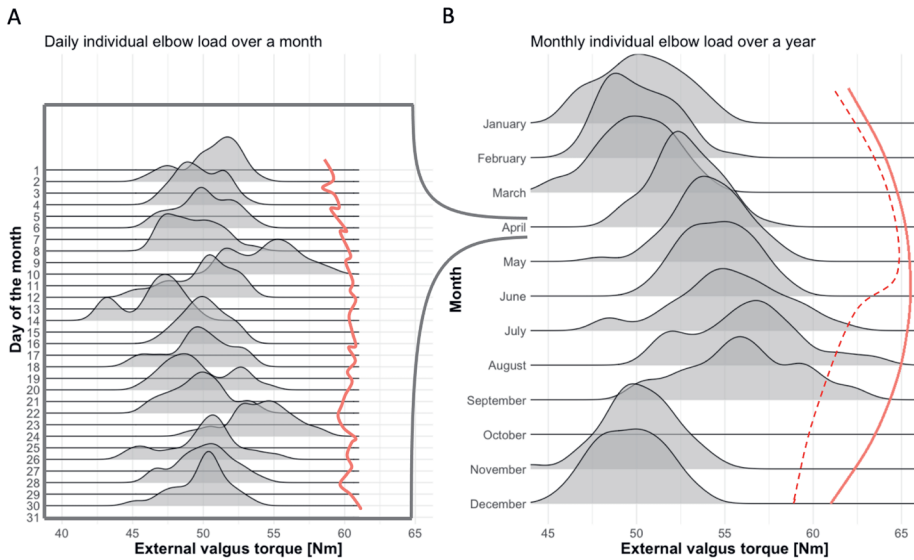 A
Daily individual elbow load over a month
Day of the month
1
2
3
4
5
6
7
8
9
10
11
12
13
14
15
16
17
18
19
20
21
22
23
24
25
26
27
28
29
30
31
40
45
50
55
60
65
External valgus torque [Nm]
B
Monthly individual elbow load over a year
Month
January
February
March
April
May
June
July
August
September
October
November
December
45
50
55
60
65
External valgus torque [Nm]